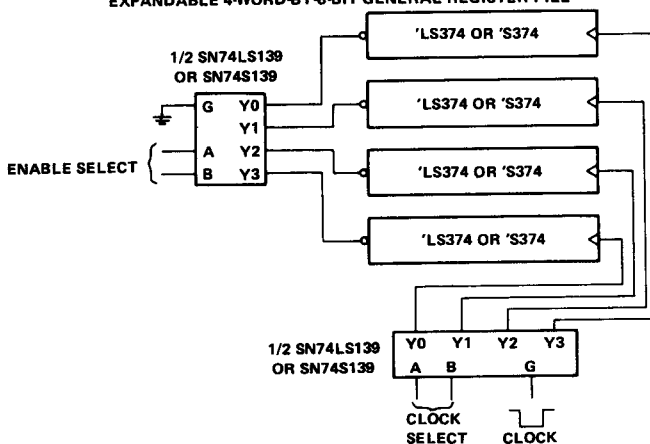 EXPANDABLE 4-WORD-BY-8-BIT GENERAL REGISTER FILE
'LS374 OR 'S374
1/2 SN74LS139
OR SN74S139
G Y0
Y1
A Y2
B Y3
ENABLE SELECT
'LS374 OR 'S374
'LS374 OR 'S374
'LS374 OR 'S374
1/2 SN74LS139
OR SN74S139
Y0 Y1 Y2 Y3
A B G
CLOCK
SELECT
CLOCK